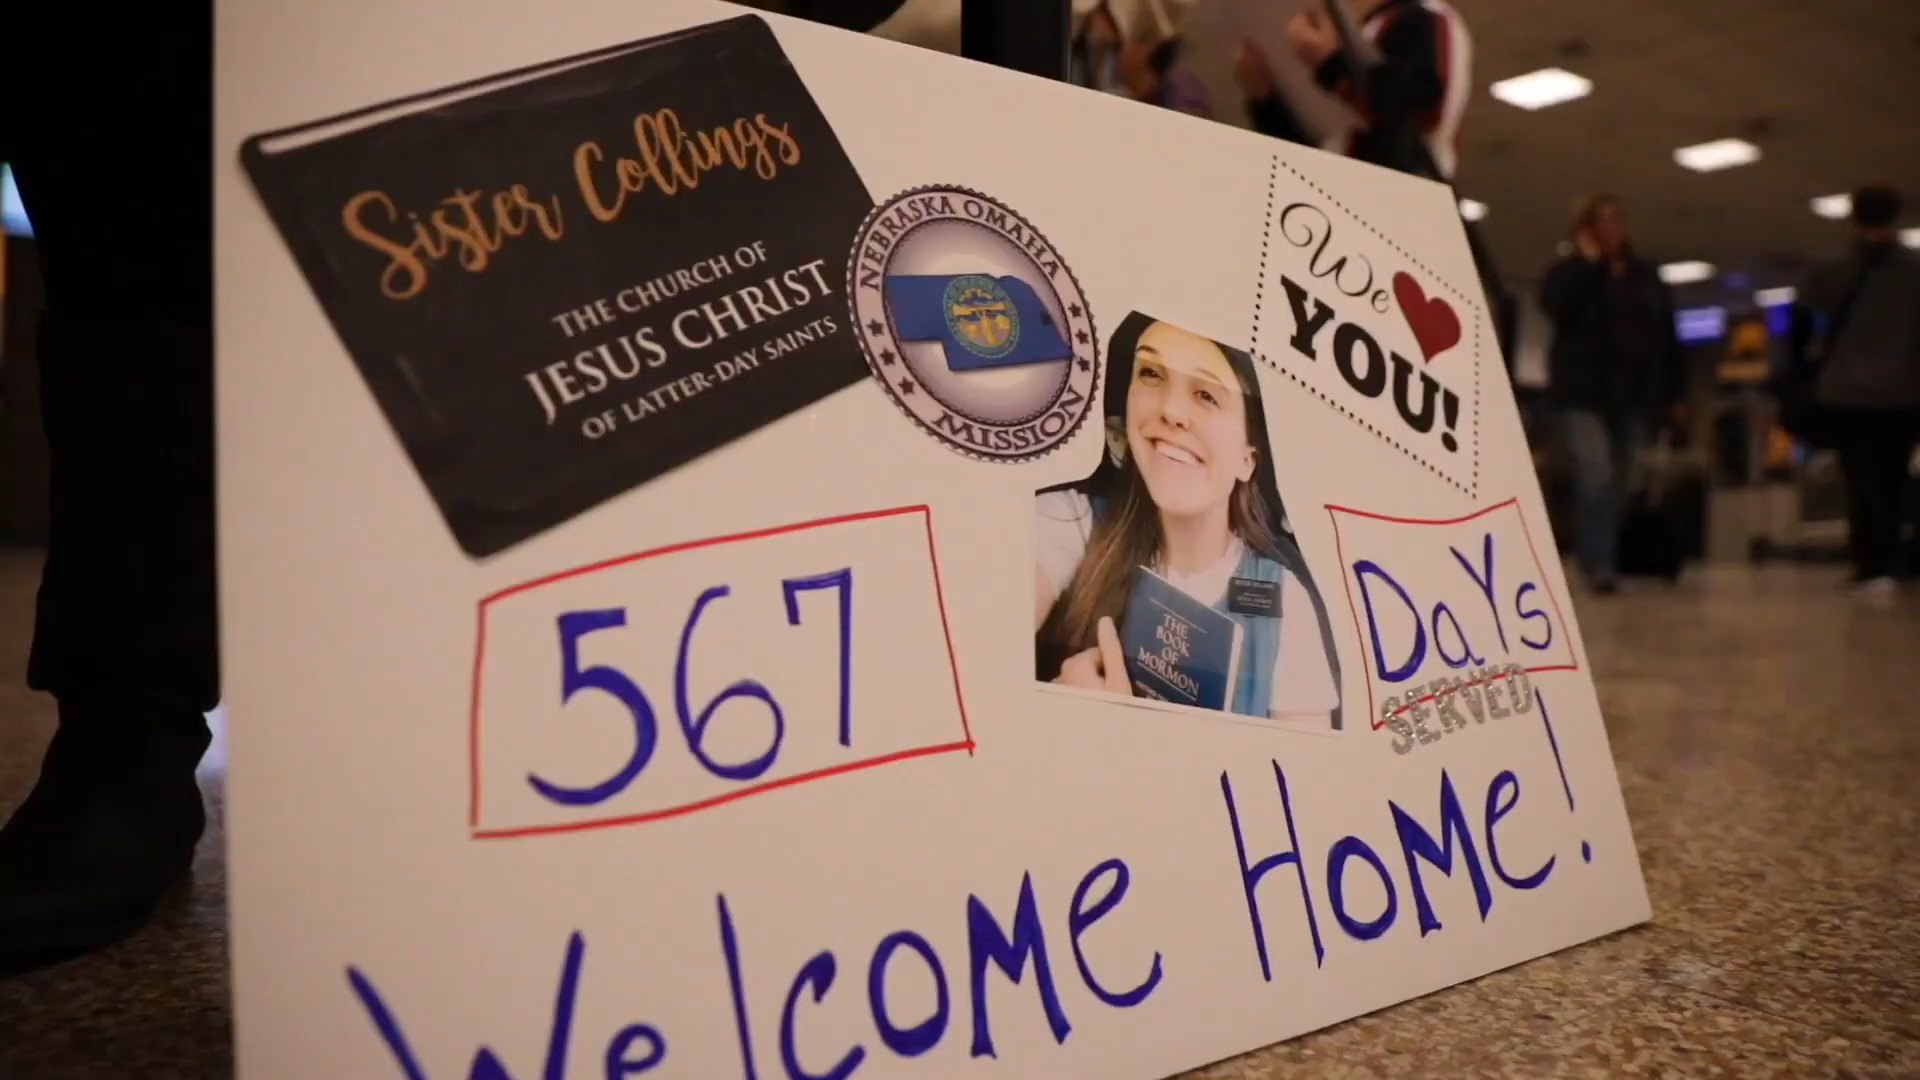 Sister Collings
THE CHURCH OF
JESUS CHRIST
OF LATTER-DAY SAINTS
NEBRASKA OMAHA
MISSION
We
YOU!
567
THE
BOOK
OF
MORMON
DaYs
SERVED
Welcome Home!